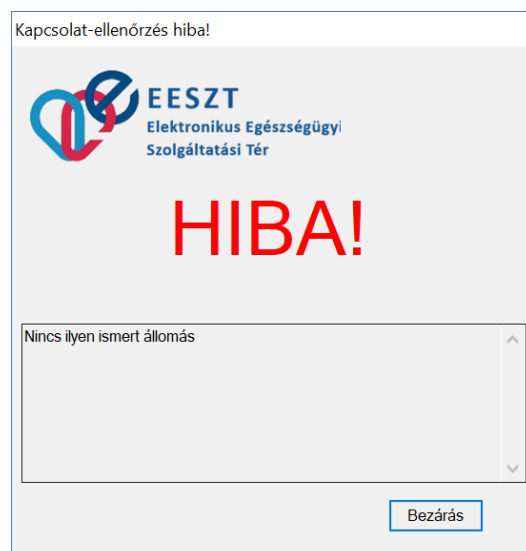 Kapcsolat-ellenőrzés hiba!
EESZT
Elektronikus Egészségügyi
Szolgáltatási Tér
HIBA!
Nincs ilyen ismert állomás
Bezárás